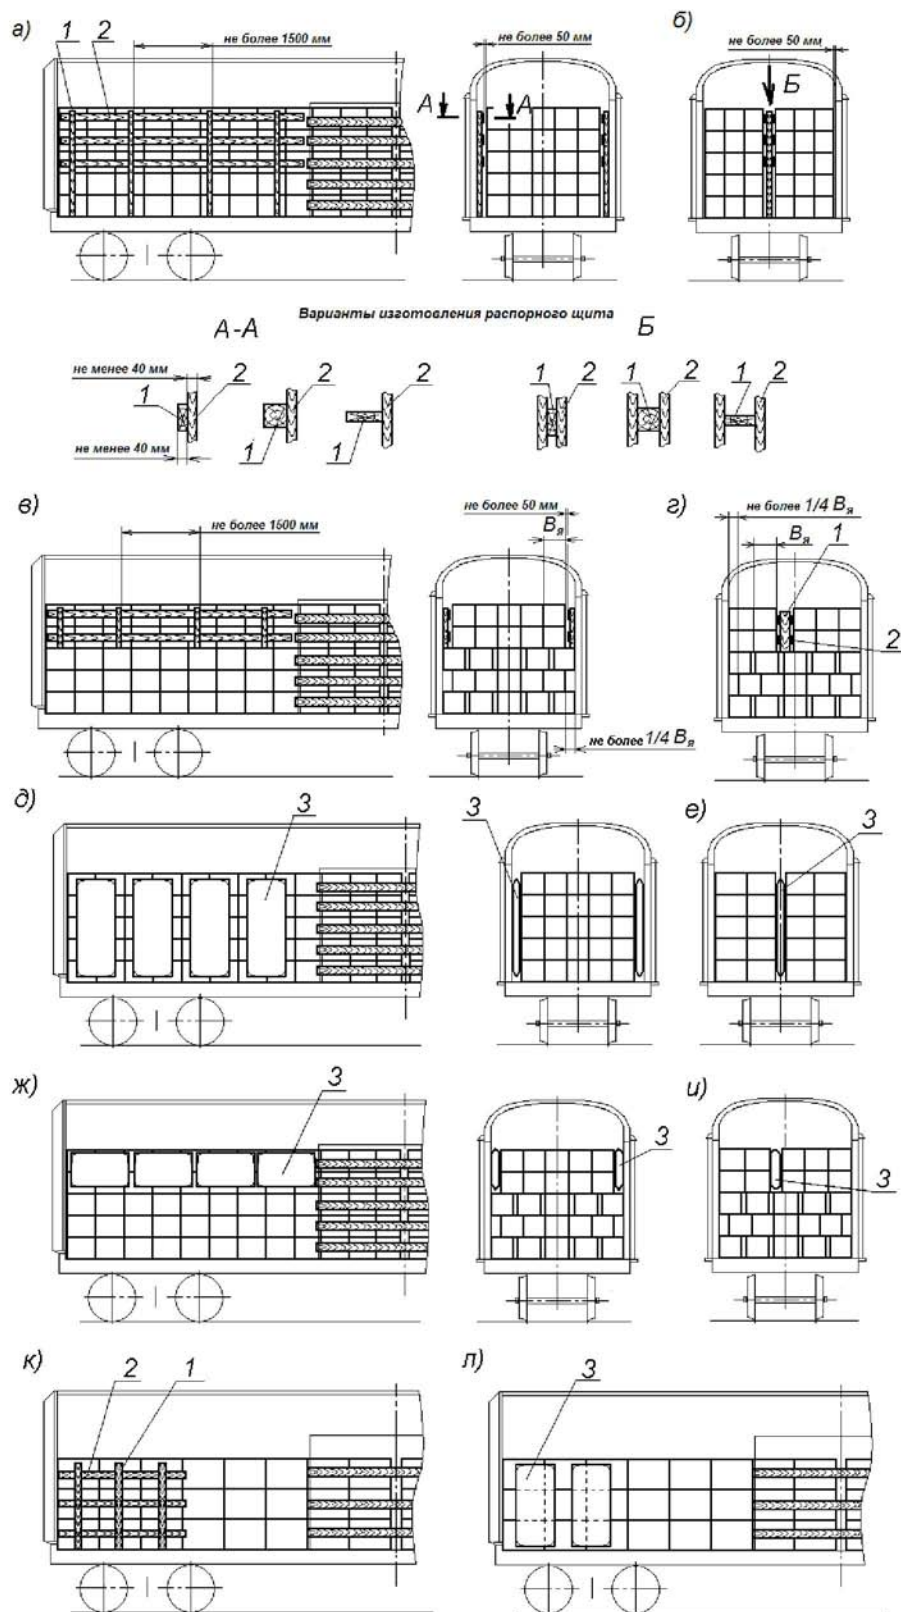 а)
1
2
не более 1500 мм
не более 50 мм
А
А
б)
не более 50 мм
Б
Варианты изготовления распорного щита
А-А
Б
не менее 40 мм
1
2
не менее 40 мм
2
1
2
1
1
2
1
2
1
2
в)
не более 1500 мм
не более 50 мм
Bя
не более 1/4 Bя
г)
не более 1/4 Bя
Bя
1
2
д)
3
3
е)
3
ж)
3
3
и)
3
к)
2
1
л)
3